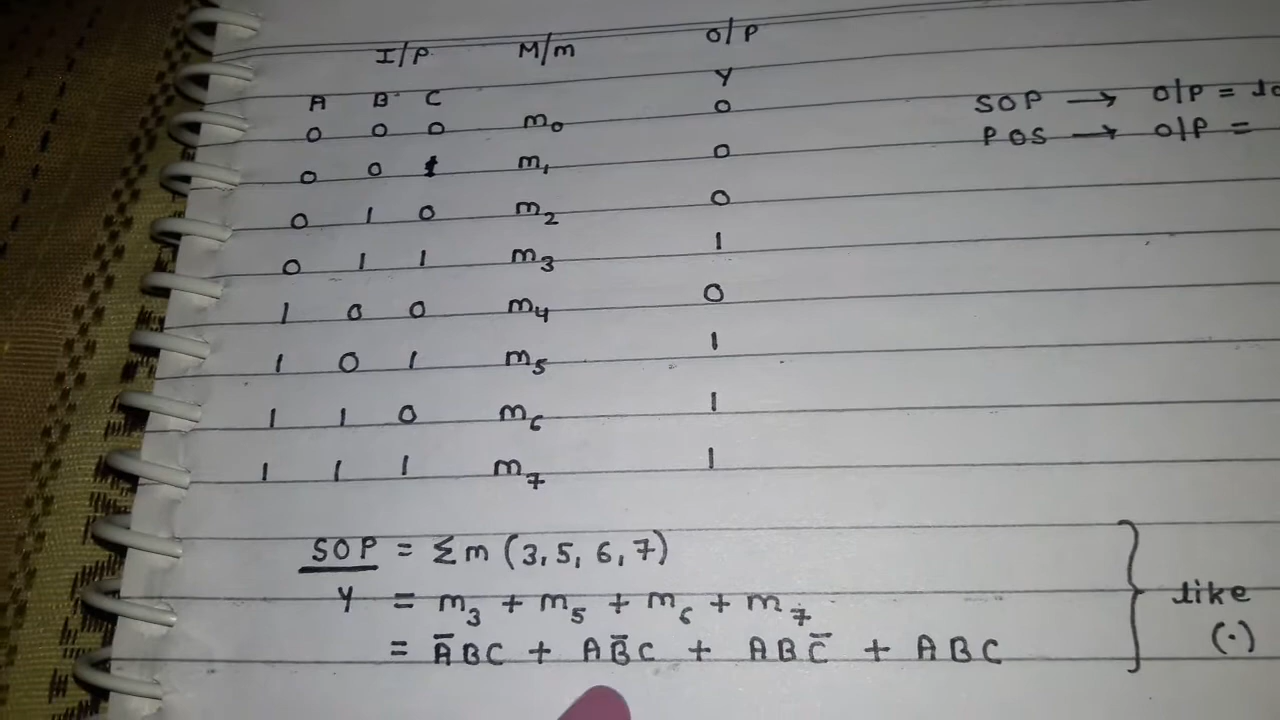 I/P M/m O/P
A B C Y
0 0 0 m0 0
0 0 1 m1 0
0 1 0 m2 0
0 1 1 m3 1
1 0 0 m4 0
1 0 1 m5 1
1 1 0 m6 1
1 1 1 m7 1
SOP → O/P =
POS → O/P =
SOP = Σm (3, 5, 6, 7)
Y = m3 + m5 + m6 + m7
= A̅BC + AB̅C + ABC̅ + ABC
like
(·)